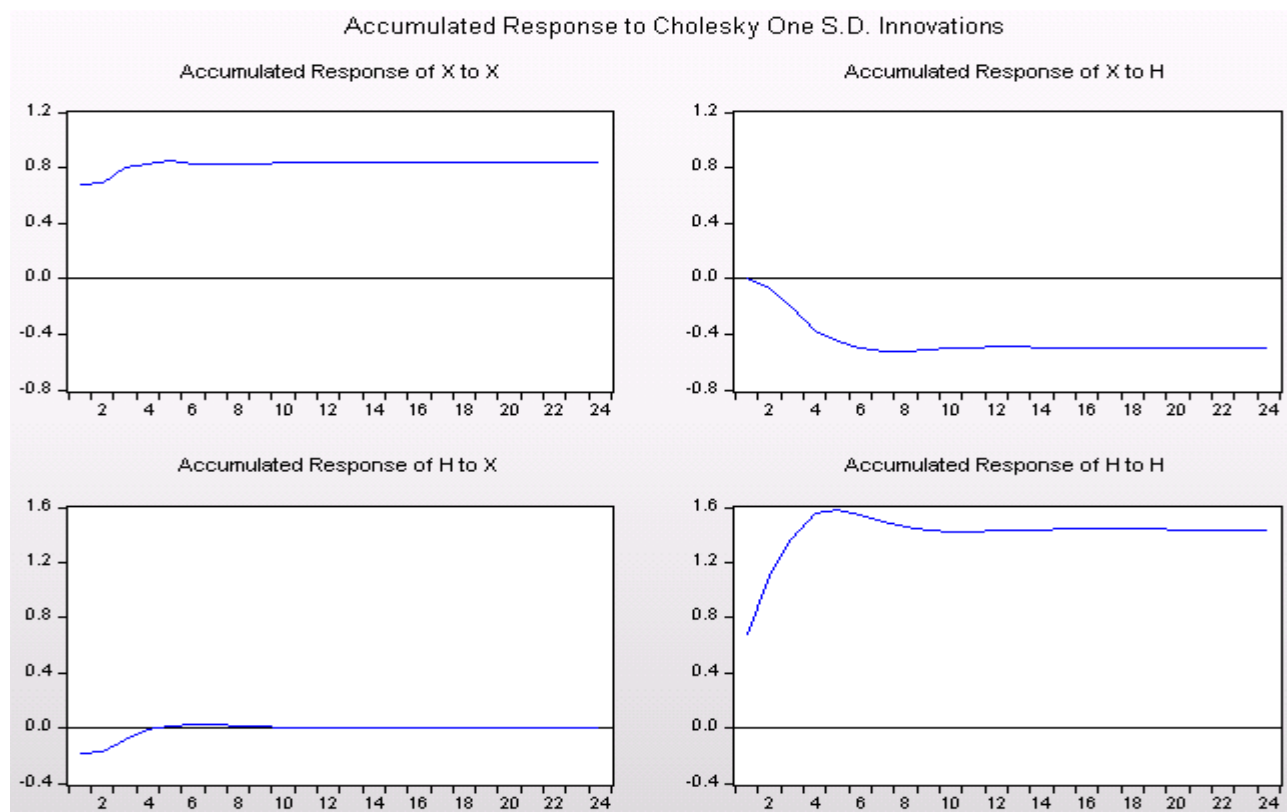 Accumulated Response to Cholesky One S.D. Innovations
Accumulated Response of X to X
1.2
0.8
0.4
0.0
-0.4
-0.8
2 4 6 8 10 12 14 16 18 20 22 24
Accumulated Response of X to H
1.2
0.8
0.4
0.0
-0.4
-0.8
2 4 6 8 10 12 14 16 18 20 22 24
Accumulated Response of H to X
1.6
1.2
0.8
0.4
0.0
-0.4
2 4 6 8 10 12 14 16 18 20 22 24
Accumulated Response of H to H
1.6
1.2
0.8
0.4
0.0
-0.4
2 4 6 8 10 12 14 16 18 20 22 24